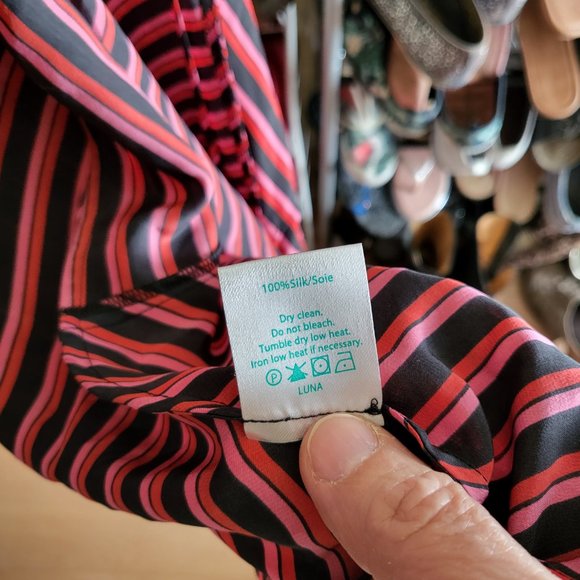 100%Silk/Soie
Dry clean.
Do not bleach.
Tumble dry low heat.
Iron low heat if necessary.
P
LUNA